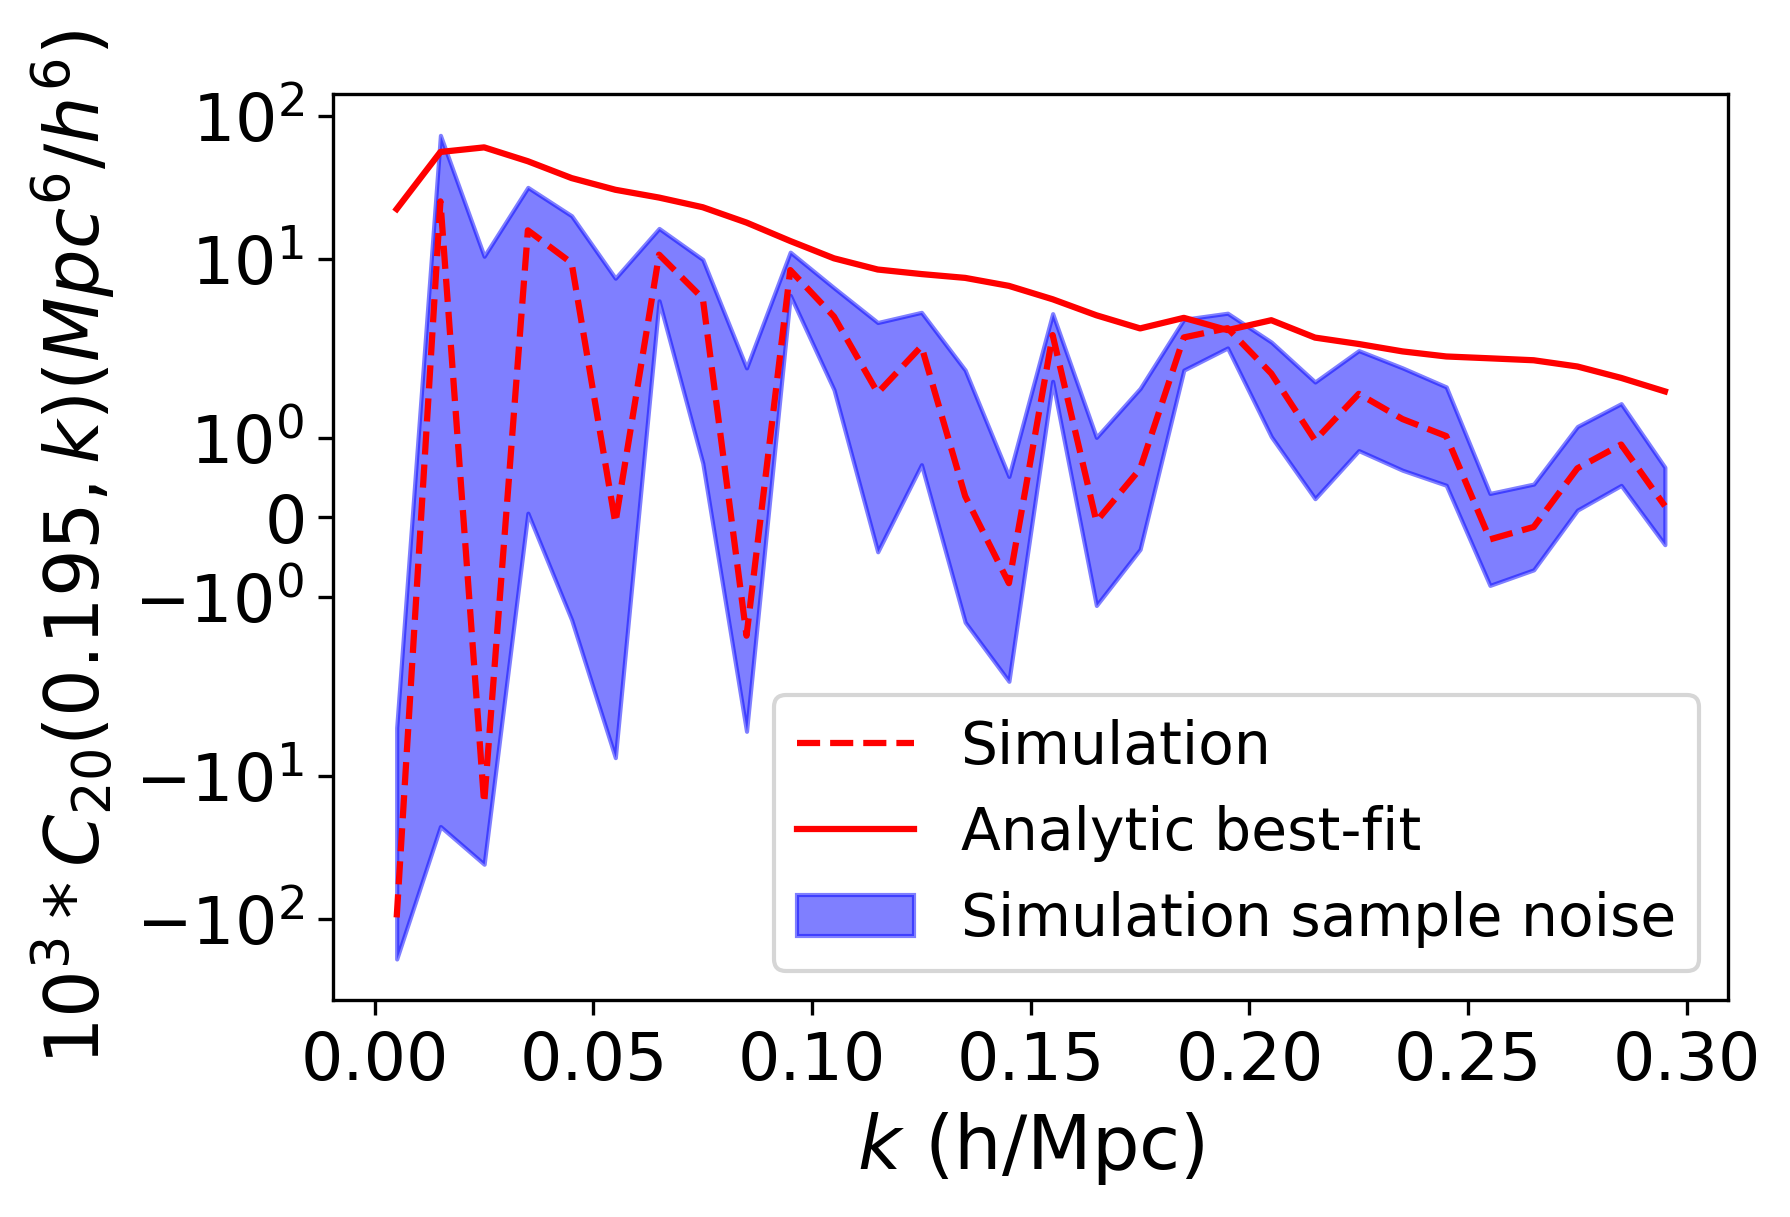 10³ * C₂₀(0.195, k)(Mpc⁶/h⁶)
10²
10¹
10⁰
0
−10⁰
−10¹
−10²
Simulation
Analytic best-fit
Simulation sample noise
0.00 0.05 0.10 0.15 0.20 0.25 0.30
k (h/Mpc)